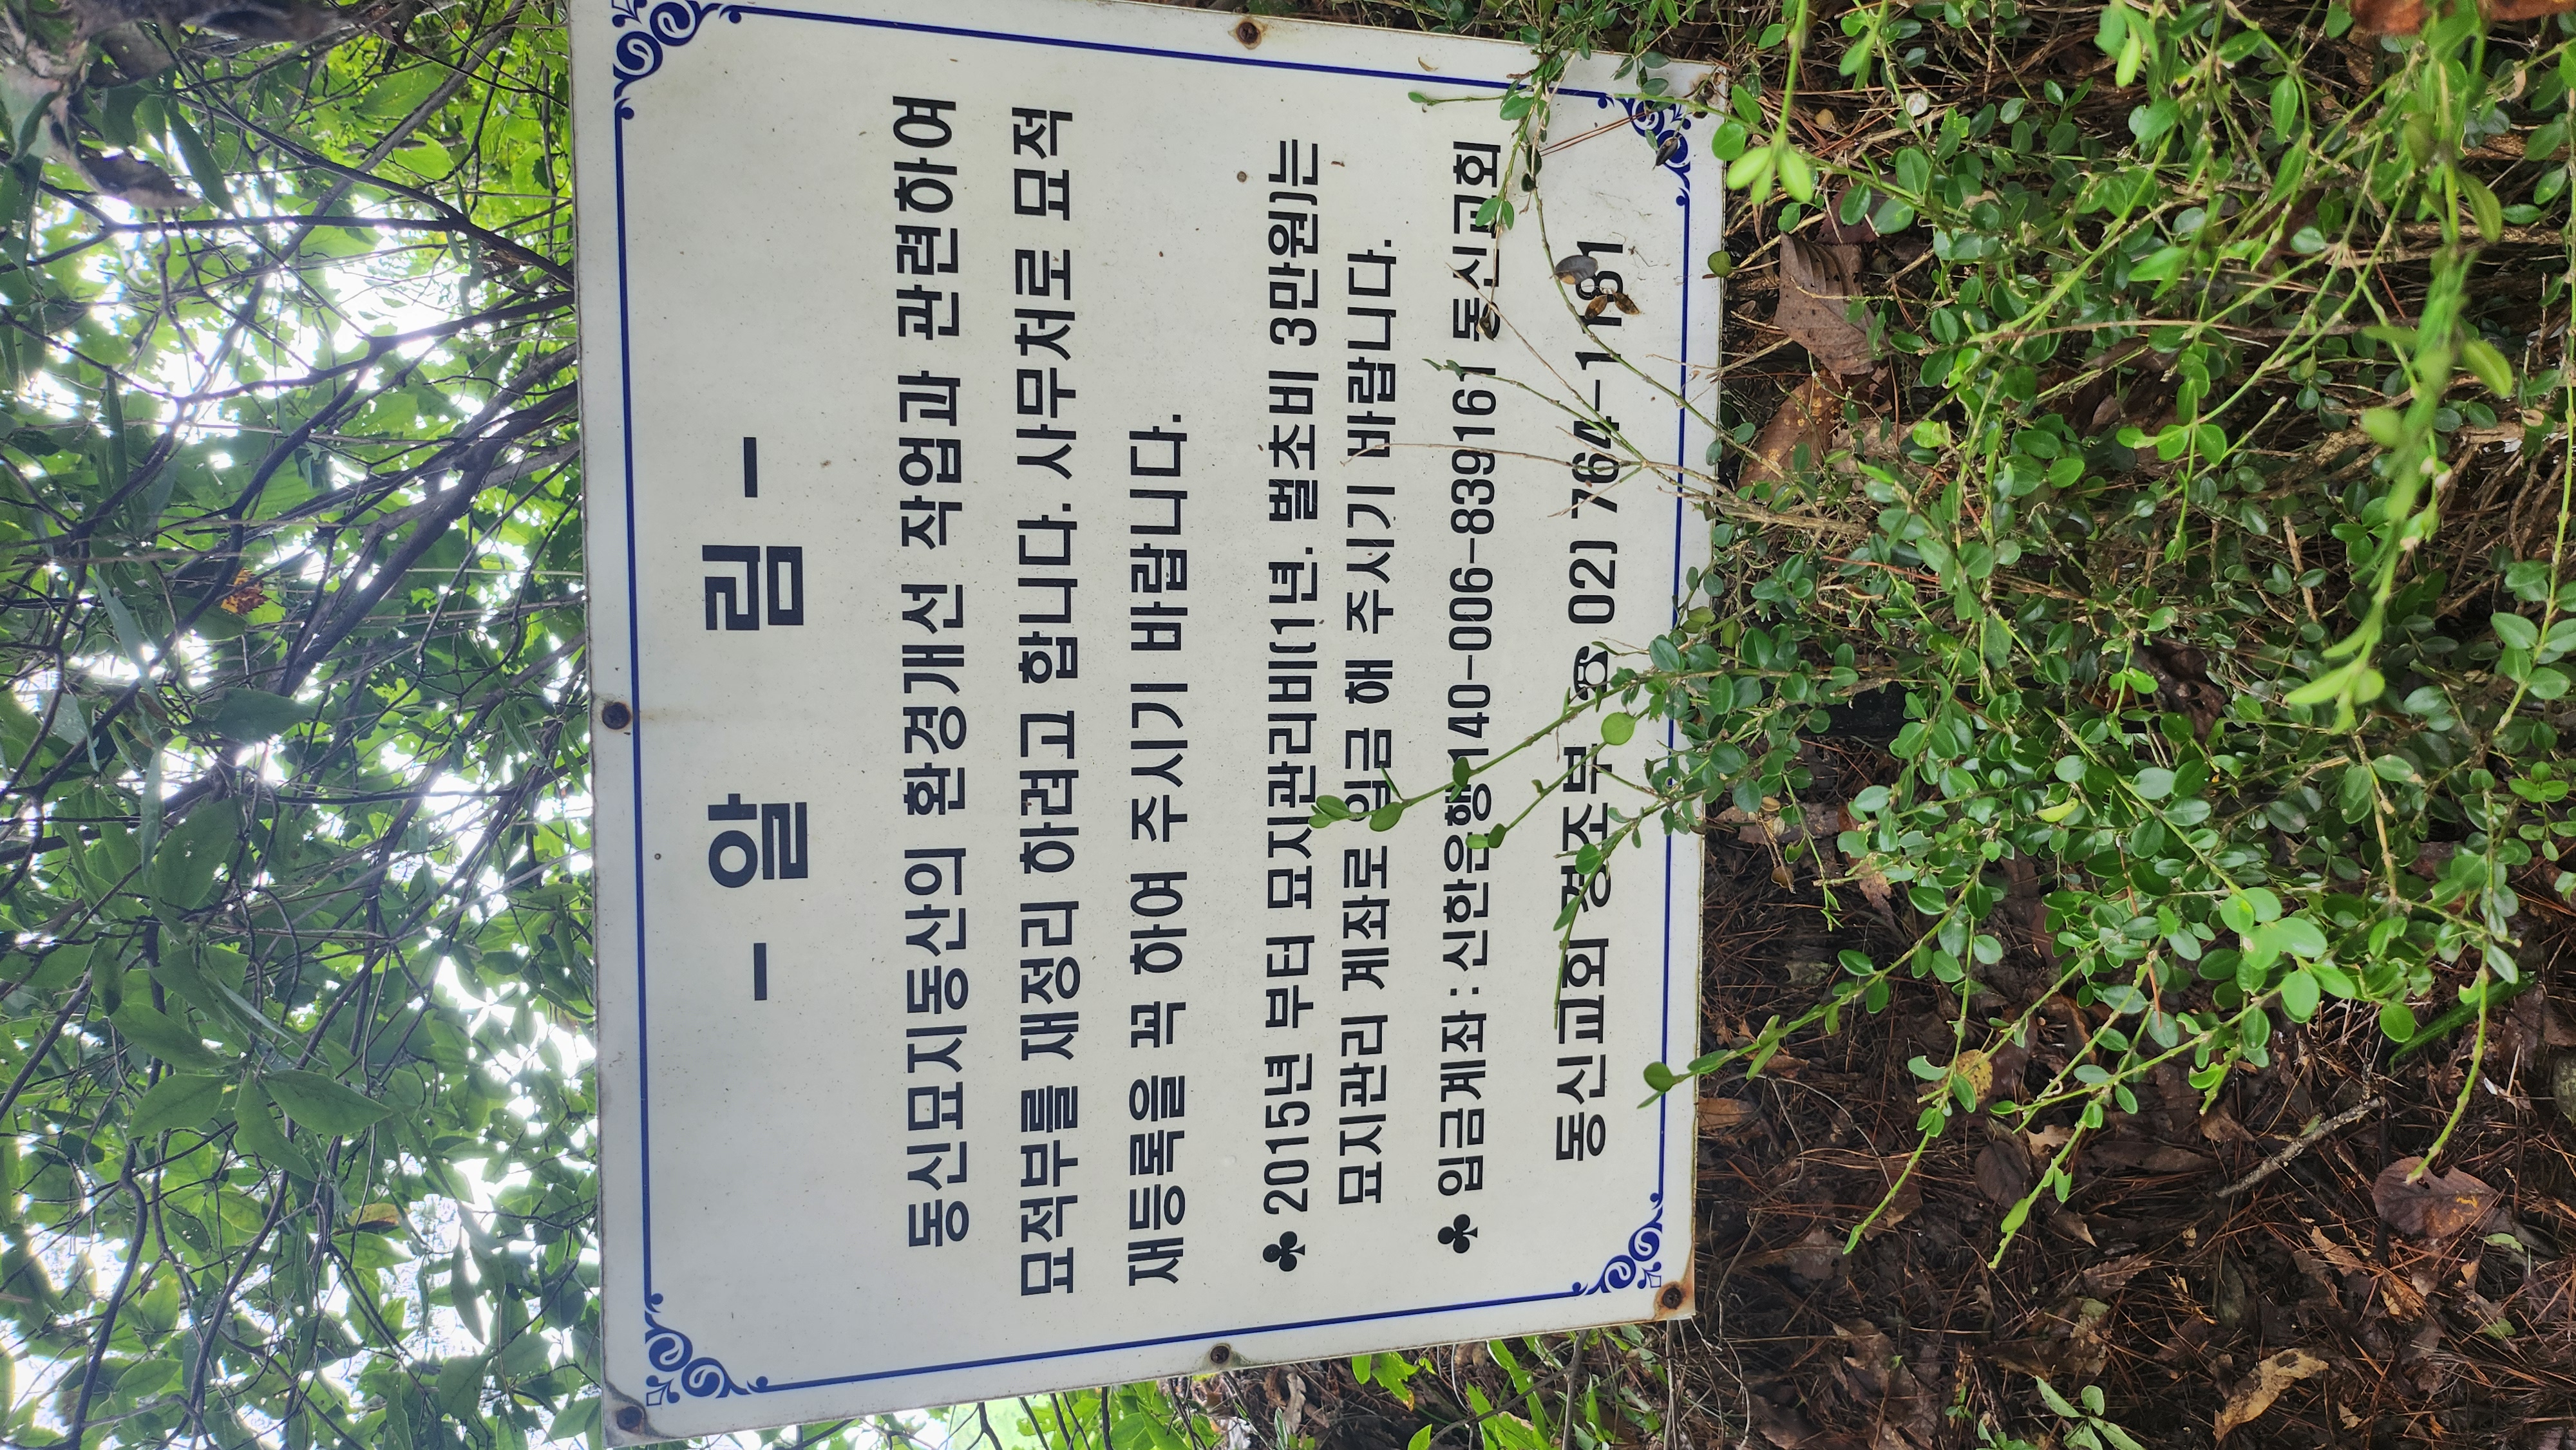 - 알 림 -
동신묘지동산의 환경개선 작업과 관련하여
묘적부를 재정리 하려고 합니다. 사무처로 묘적
재등록을 꼭 하여 주시기 바랍니다.
♣ 2015년 부터 묘지관리비(1년. 벌초비 3만원)는
묘지관리 계좌로 입금 해 주시기 바랍니다.
♣ 입금계좌 : 신한은행 140-006-839161 동신교회
동신교회 경조부 ☎ 02)